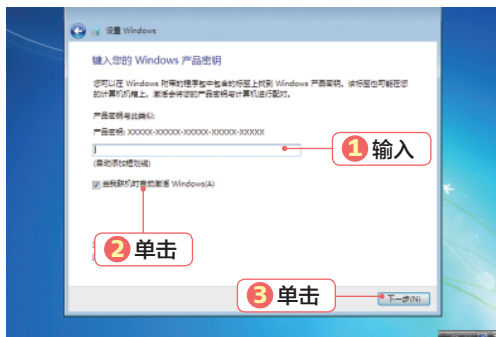 设置 Windows
键入您的 Windows 产品密钥
您可以在 Windows 附带的程序包中包含的标签上找到 Windows 产品密钥。该标签也可能在您
的计算机机箱上。激活会将您的产品密钥与计算机进行配对。
产品密钥与此类似:
产品密钥: XXXXX-XXXXX-XXXXX-XXXXX-XXXXX
1 输入
(自动添加短划线)
当我联机时自动激活 Windows(A)
2 单击
3 单击
下一步(N)